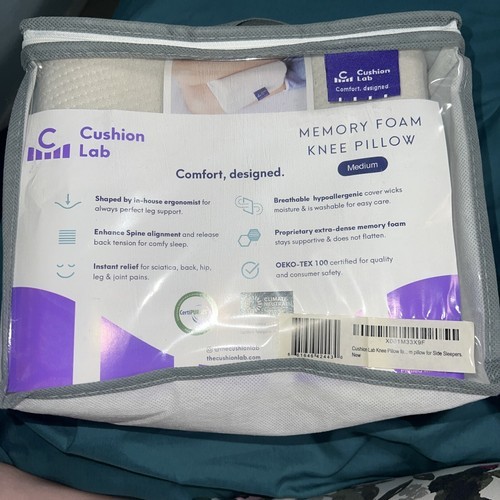 Cushion
Lab
Comfort, designed.
Cushion
Lab
MEMORY FOAM
KNEE PILLOW
Medium
Comfort, designed.
Shaped by in-house ergonomist for
always perfect leg support.
Enhance Spine alignment and release
back tension for comfy sleep.
Instant relief for sciatica, back, hip,
leg & joint pains.
Breathable hypoallergenic cover wicks
moisture & is washable for easy care.
Proprietary extra-dense memory foam
stays supportive & does not flatten.
OEKO-TEX 100 certified for quality
and consumer safety.
CLIMATE
NEUTRAL
thecushionlab.com
Cushion Lab Knee Pillow pillow for Side Sleepers
New